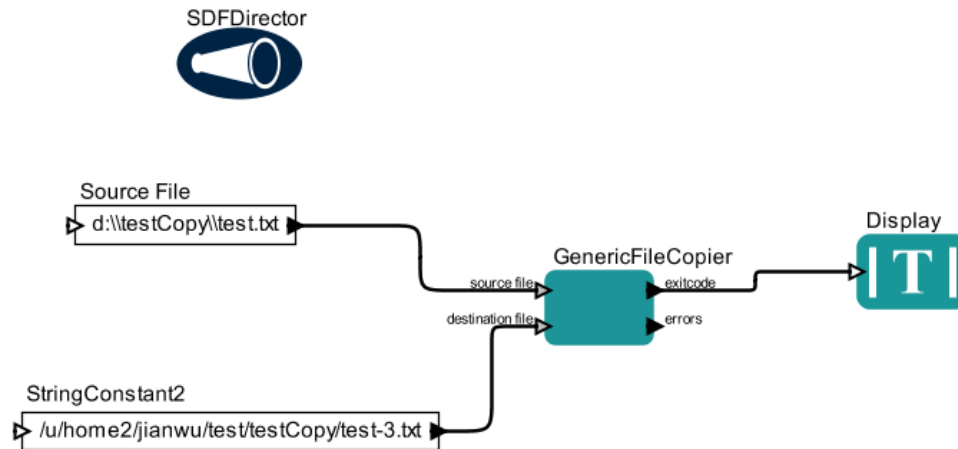 SDFDirector
Source File
d:\\testCopy\\test.txt
Display
GenericFileCopier
source file
exitcode
T
destination file
errors
StringConstant2
/u/home2/jianwu/test/testCopy/test-3.txt